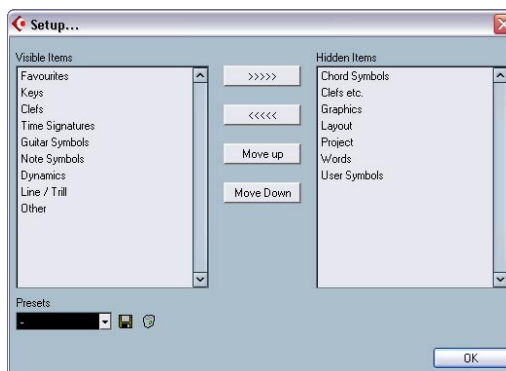 Setup...
Visible Items
Favourites
Keys
Clefs
Time Signatures
Guitar Symbols
Note Symbols
Dynamics
Line / Trill
Other
>>>>>
<<<<<
Move up
Move Down
Hidden Items
Chord Symbols
Clefs etc.
Graphics
Layout
Project
Words
User Symbols
Presets
-
OK